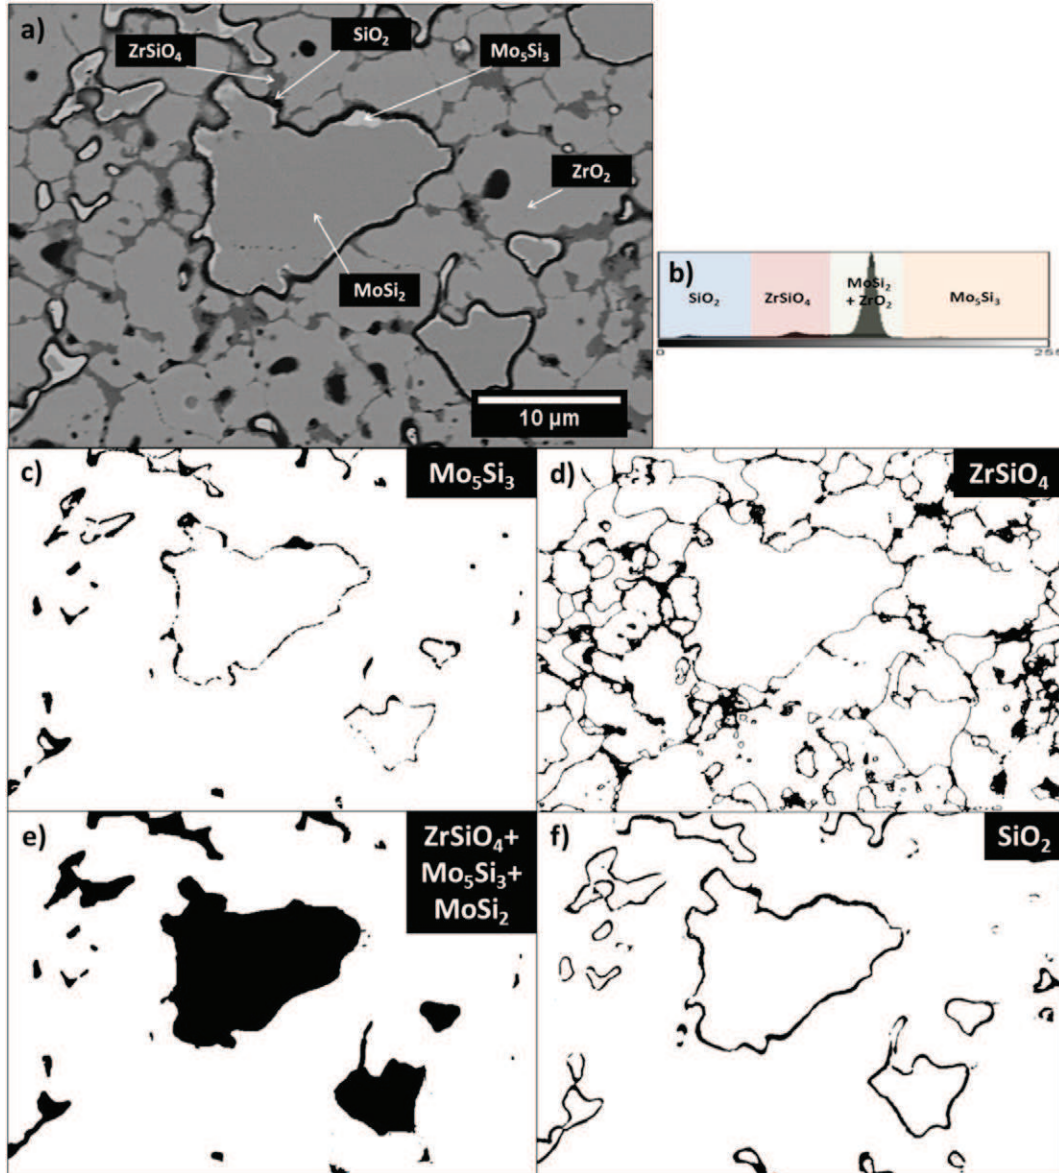 a)
SiO₂
ZrSiO₄
Mo₅Si₃
ZrO₂
MoSi₂
10 µm
b)
SiO₂
ZrSiO₄
MoSi₂
+ ZrO₂
Mo₅Si₃
0
255
c)
Mo₅Si₃
d)
ZrSiO₄
e)
ZrSiO₄+
Mo₅Si₃+
MoSi₂
f)
SiO₂